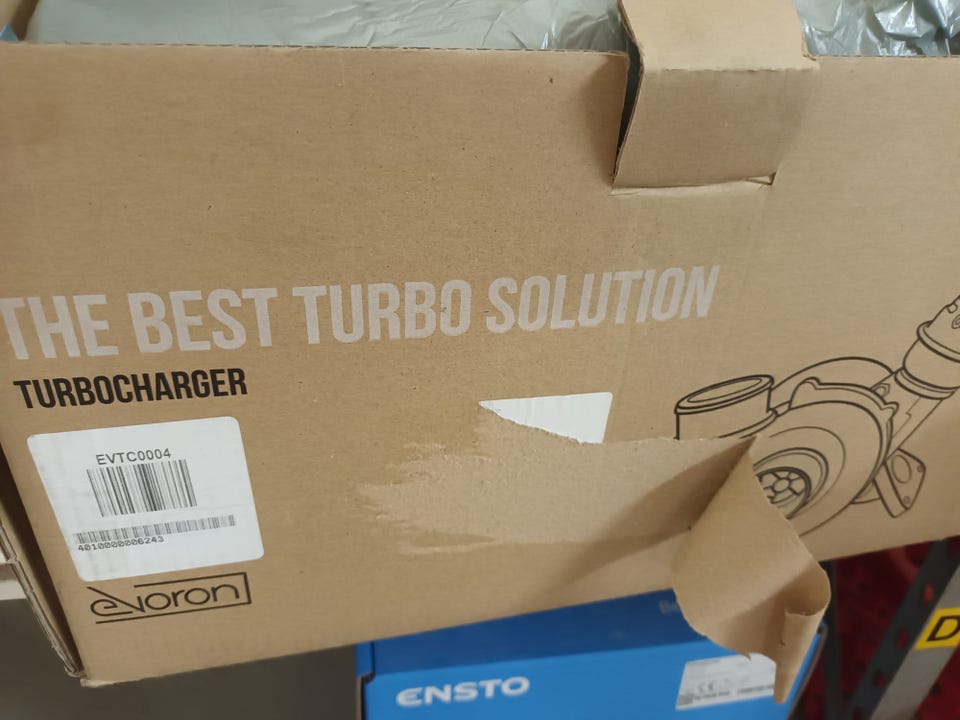 THE BEST TURBO SOLUTION
TURBOCHARGER
EVTC0004
4010000006243
evoron
ENSTO
D